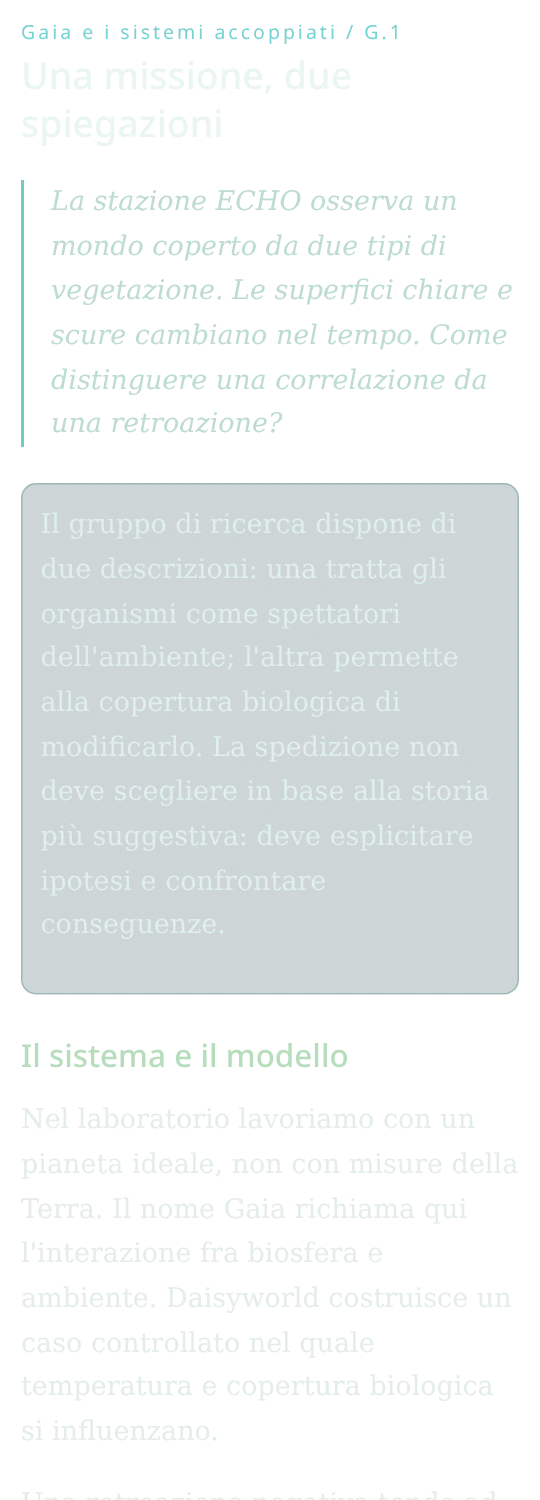 Gaia e i sistemi accoppiati / G.1
Una missione, due
spiegazioni
La stazione ECHO osserva un
mondo coperto da due tipi di
vegetazione. Le superfici chiare e
scure cambiano nel tempo. Come
distinguere una correlazione da
una retroazione?
Il gruppo di ricerca dispone di
due descrizioni: una tratta gli
organismi come spettatori
dell'ambiente; l'altra permette
alla copertura biologica di
modificarlo. La spedizione non
deve scegliere in base alla storia
più suggestiva: deve esplicitare
ipotesi e confrontare
conseguenze.
Il sistema e il modello
Nel laboratorio lavoriamo con un
pianeta ideale, non con misure della
Terra. Il nome Gaia richiama qui
l'interazione fra biosfera e
ambiente. Daisyworld costruisce un
caso controllato nel quale
temperatura e copertura biologica
si influenzano.
Una retroazione negativa tende ad